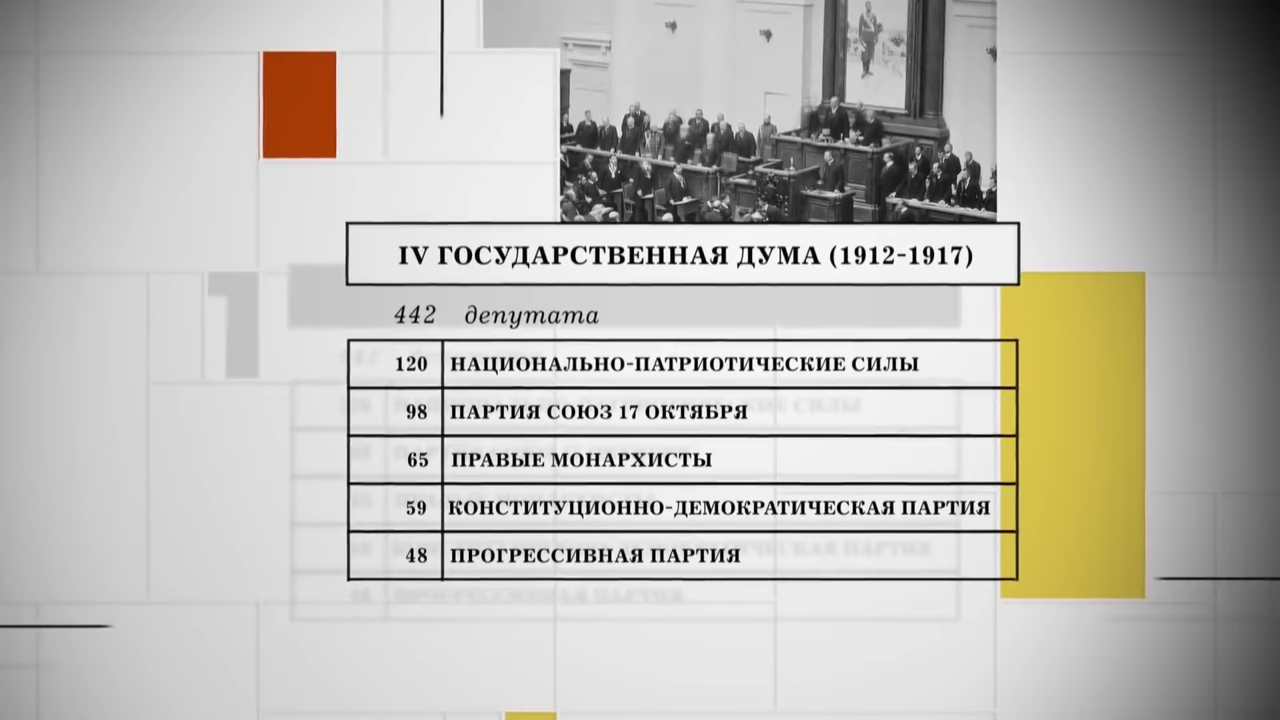 IV ГОСУДАРСТВЕННАЯ ДУМА (1912-1917)
442 депутата
120 НАЦИОНАЛЬНО-ПАТРИОТИЧЕСКИЕ СИЛЫ
98 ПАРТИЯ СОЮЗ 17 ОКТЯБРЯ
65 ПРАВЫЕ МОНАРХИСТЫ
59 КОНСТИТУЦИОННО-ДЕМОКРАТИЧЕСКАЯ ПАРТИЯ
48 ПРОГРЕССИВНАЯ ПАРТИЯ